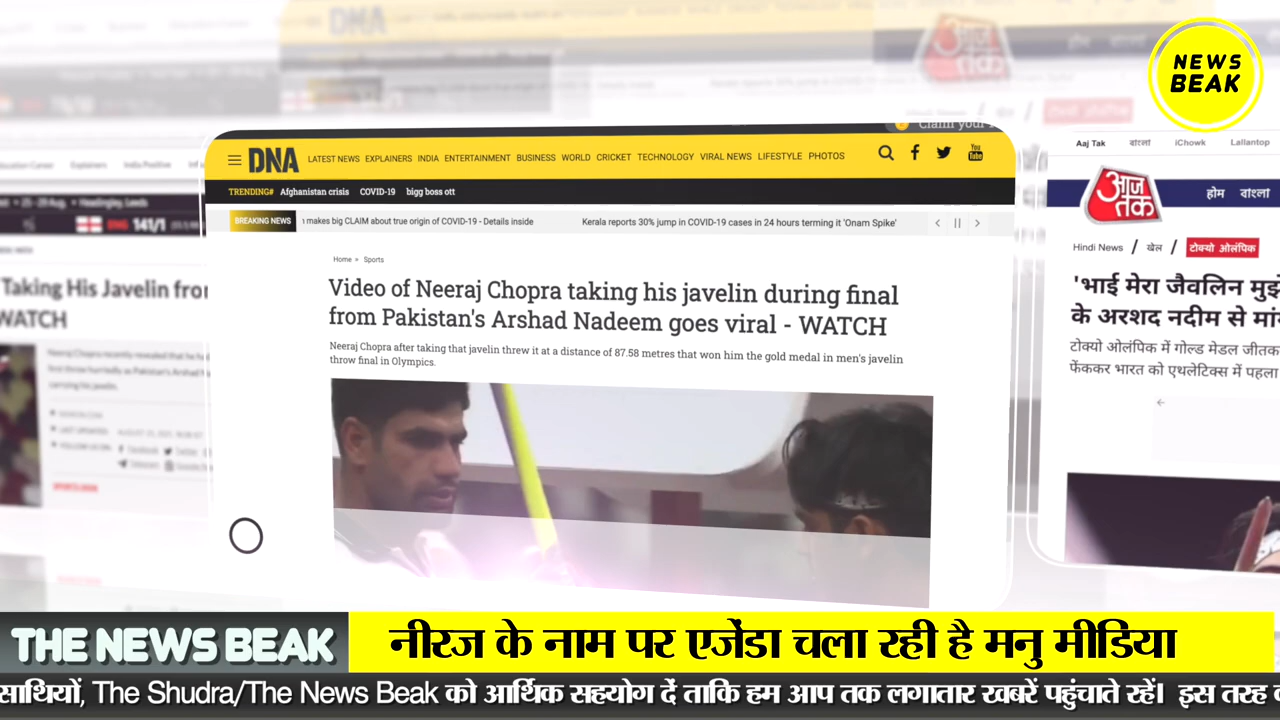 NEWS
BEAK
DNA
LATEST NEWS EXPLAINERS INDIA ENTERTAINMENT BUSINESS WORLD CRICKET TECHNOLOGY VIRAL NEWS LIFESTYLE PHOTOS
You
Tube
TRENDING# Afghanistan crisis COVID-19 bigg boss ott
BREAKING NEWS makes big CLAIM about true origin of COVID-19 - Details inside Kerala reports 30% jump in COVID-19 cases in 24 hours terming it 'Onam Spike'
Home » Sports
Video of Neeraj Chopra taking his javelin during final
from Pakistan's Arshad Nadeem goes viral - WATCH
Neeraj Chopra after taking that javelin threw it at a distance of 87.58 metres that won him the gold medal in men's javelin
throw final in Olympics.
ENG 141/1
Taking His Javelin from
WATCH
Aaj Tak বাংলা iChowk Lallantop
आज
तक
होम বাংলা
Hindi News / खेल / टोक्यो ओलंपिक
'भाई मेरा जैवलिन मुझे
के अरशद नदीम से
टोक्यो ओलंपिक में गोल्ड मेडल
फेंककर भारत को एथलेटिक्स में पहला
THE NEWS BEAK
नीरज के नाम पर एजेंडा चला रही है मनु मीडिया
साथियों, The Shudra/The News Beak को आर्थिक सहयोग दें ताकि हम आप तक लगातार खबरें पहुंचाते रहें। इस तरह